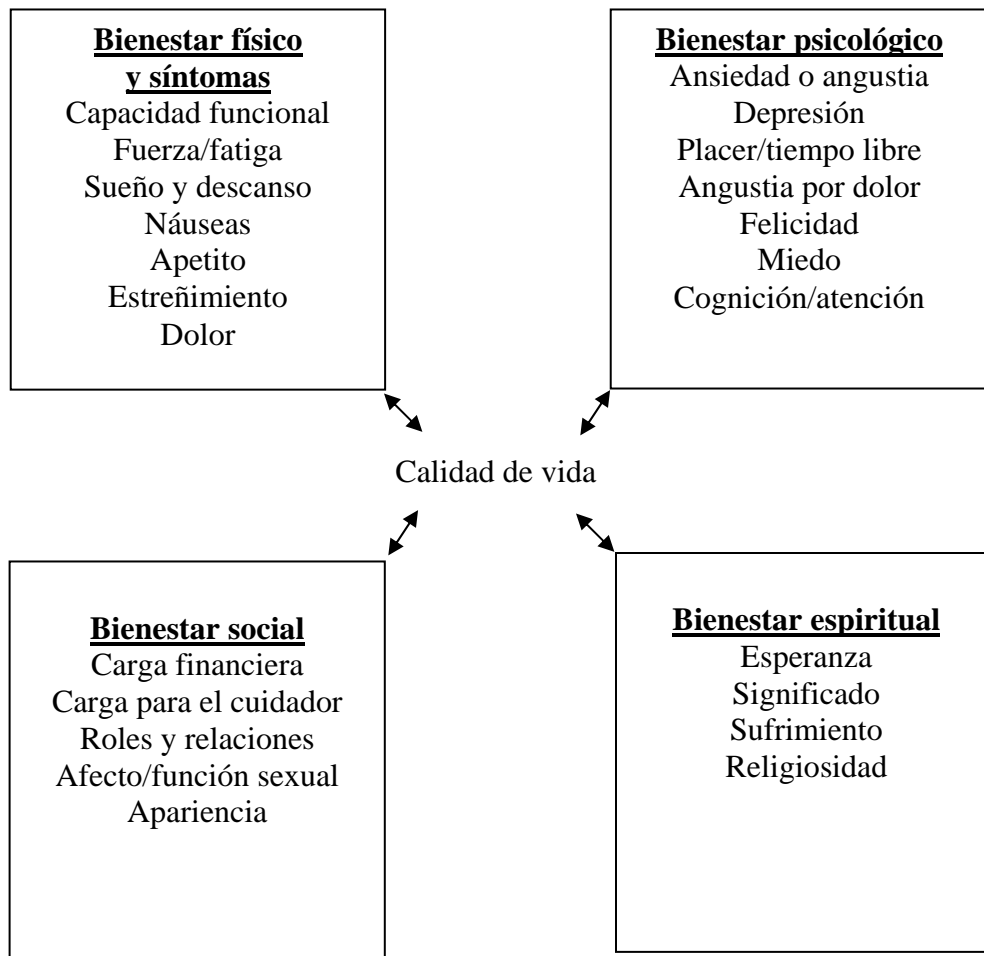 Bienestar físico
y síntomas
Capacidad funcional
Fuerza/fatiga
Sueño y descanso
Náuseas
Apetito
Estreñimiento
Dolor
Bienestar psicológico
Ansiedad o angustia
Depresión
Placer/tiempo libre
Angustia por dolor
Felicidad
Miedo
Cognición/atención
Calidad de vida
Bienestar social
Carga financiera
Carga para el cuidador
Roles y relaciones
Afecto/función sexual
Apariencia
Bienestar espiritual
Esperanza
Significado
Sufrimiento
Religiosidad